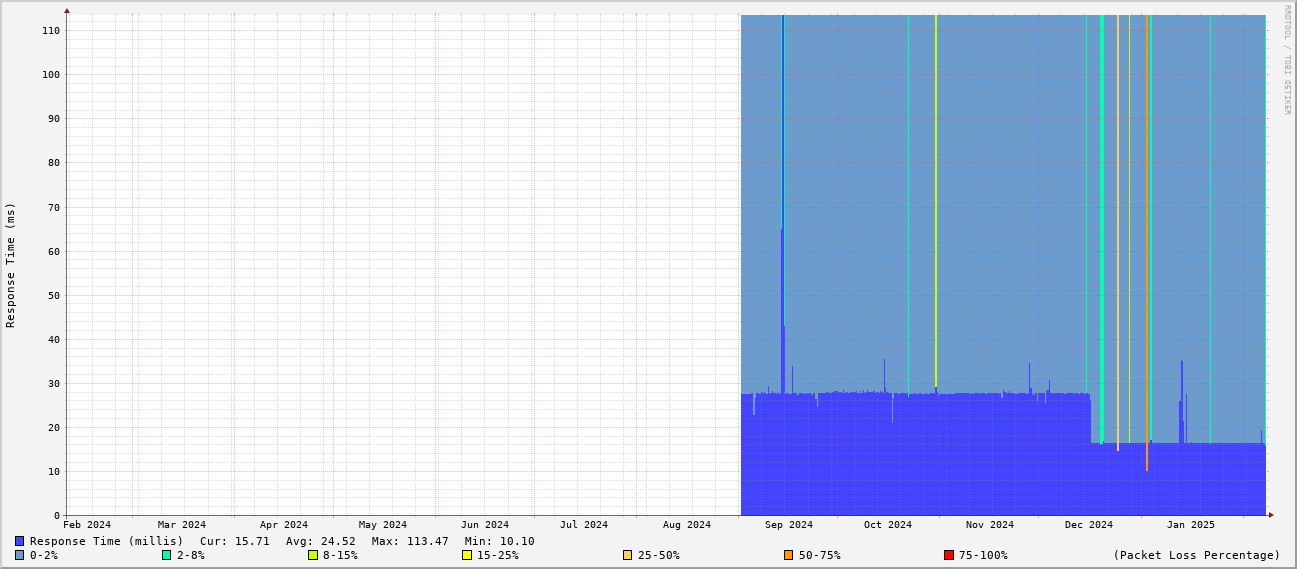 RRDTOOL / TOBI OETIKER
Response Time (ms)
110
100
90
80
70
60
50
40
30
20
10
0
Feb 2024 Mar 2024 Apr 2024 May 2024 Jun 2024 Jul 2024 Aug 2024 Sep 2024 Oct 2024 Nov 2024 Dec 2024 Jan 2025
Response Time (millis) Cur: 15.71 Avg: 24.52 Max: 113.47 Min: 10.10
0-2% 2-8% 8-15% 15-25% 25-50% 50-75% 75-100% (Packet Loss Percentage)